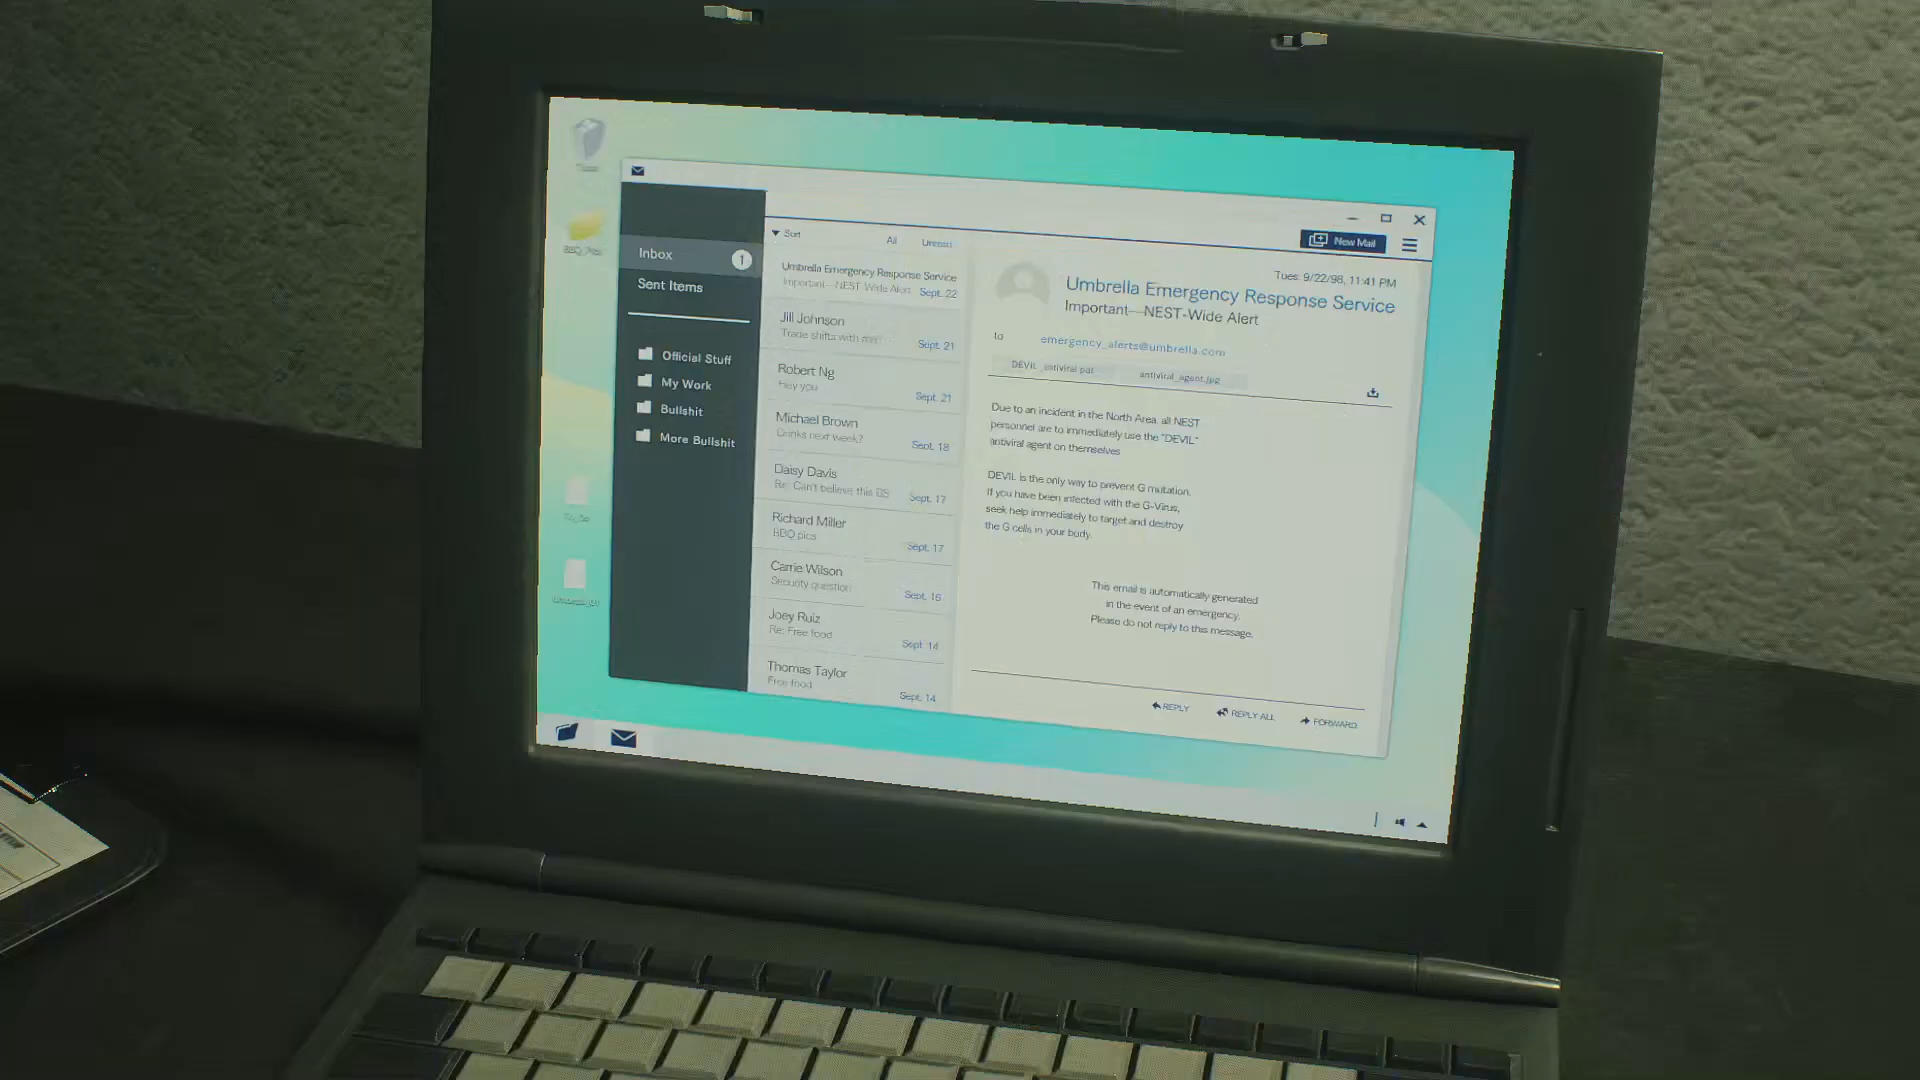 Inbox
1
Sent Items
Official Stuff
My Work
Bullshit
More Bullshit
Sort
All
Unread
Umbrella Emergency Response Service
Important—NEST-Wide Alert
Sept. 22
Jill Johnson
Trade shifts with me
Sept. 21
Robert Ng
Hey you
Sept. 21
Michael Brown
Drinks next week?
Sept. 18
Daisy Davis
Re: Can't believe this BS
Sept. 17
Richard Miller
BBQ pics
Sept. 17
Carrie Wilson
Security question
Sept. 16
Joey Ruiz
Re: Free food
Sept. 14
Thomas Taylor
Free food
Sept. 14
New Mail
Tues. 9/22/98, 11:41 PM
Umbrella Emergency Response Service
Important—NEST-Wide Alert
to
emergency_alerts@umbrella.com
DEVIL_antiviral.pdf
antiviral_agent.jpg
Due to an incident in the North Area, all NEST
personnel are to immediately use the "DEVIL"
antiviral agent on themselves
DEVIL is the only way to prevent G mutation.
If you have been infected with the G-Virus,
seek help immediately to target and destroy
the G cells in your body.
This email is automatically generated
in the event of an emergency.
Please do not reply to this message.
REPLY
REPLY ALL
FORWARD
BBQ_Pics